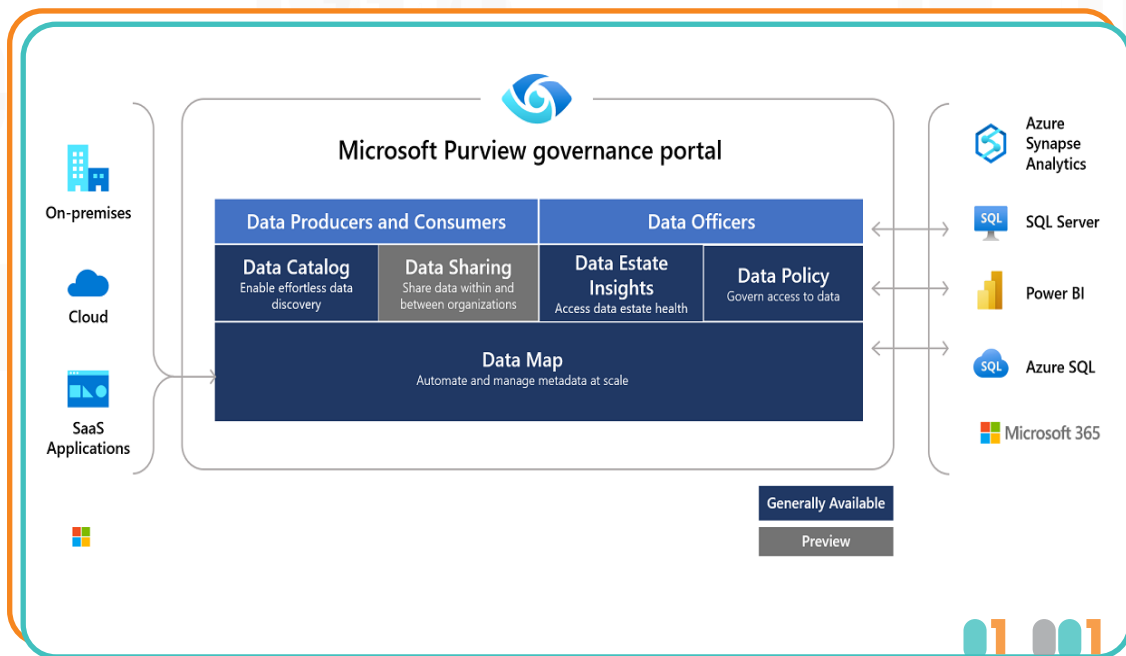 Microsoft Purview governance portal
On-premises
Cloud
SaaS
Applications
Data Producers and Consumers
Data Officers
Data Catalog
Enable effortless data
discovery
Data Sharing
Share data within and
between organizations
Data Estate
Insights
Access data estate health
Data Policy
Govern access to data
Data Map
Automate and manage metadata at scale
Azure
Synapse
Analytics
SQL
SQL Server
Power BI
SQL
Azure SQL
Microsoft 365
Generally Available
Preview